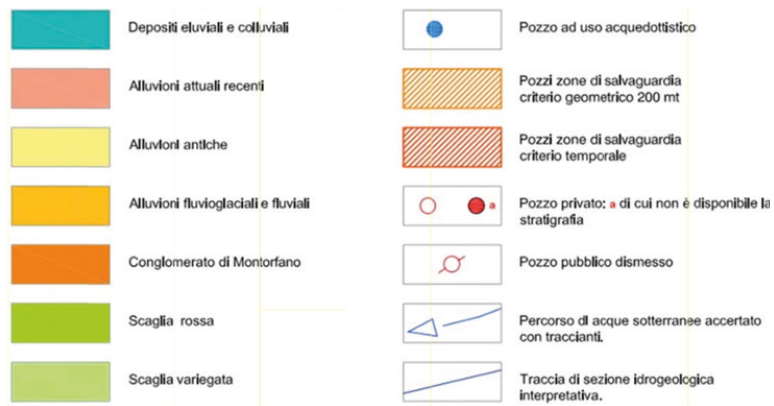 Depositi eluviali e colluviali
Alluvioni attuali recenti
Alluvioni antiche
Alluvioni fluvioglaciali e fluviali
Conglomerato di Montorfano
Scaglia rossa
Scaglia variegata
Pozzo ad uso acquedottistico
Pozzi zone di salvaguardia
criterio geometrico 200 mt
Pozzi zone di salvaguardia
criterio temporale
a
Pozzo privato: a di cui non è disponibile la
stratigrafia
Pozzo pubblico dismesso
Percorso di acque sotterranee accertato
con traccianti.
Traccia di sezione idrogeologica
interpretativa.